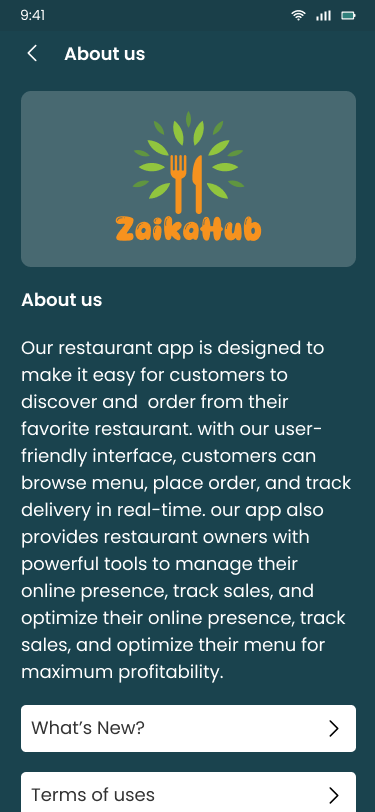 9:41
About us
ZaikaHub
About us
Our restaurant app is designed to
make it easy for customers to
discover and  order from their
favorite restaurant. with our user-
friendly interface, customers can
browse menu, place order, and track
delivery in real-time. our app also
provides restaurant owners with
powerful tools to manage their
online presence, track sales, and
optimize their online presence, track
sales, and optimize their menu for
maximum profitability.
What’s New?
Terms of uses